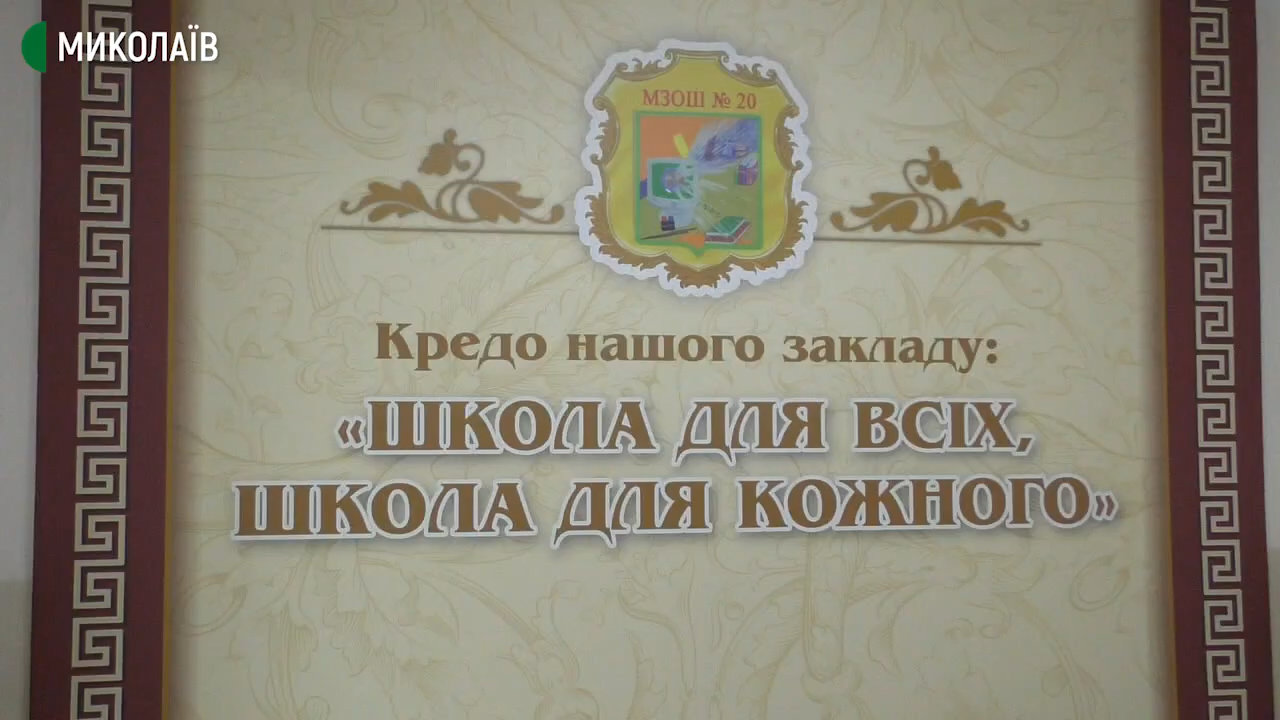 МИКОЛАЇВ
МЗОШ № 20
Кредо нашого закладу:
«ШКОЛА ДЛЯ ВСІХ,
ШКОЛА ДЛЯ КОЖНОГО»